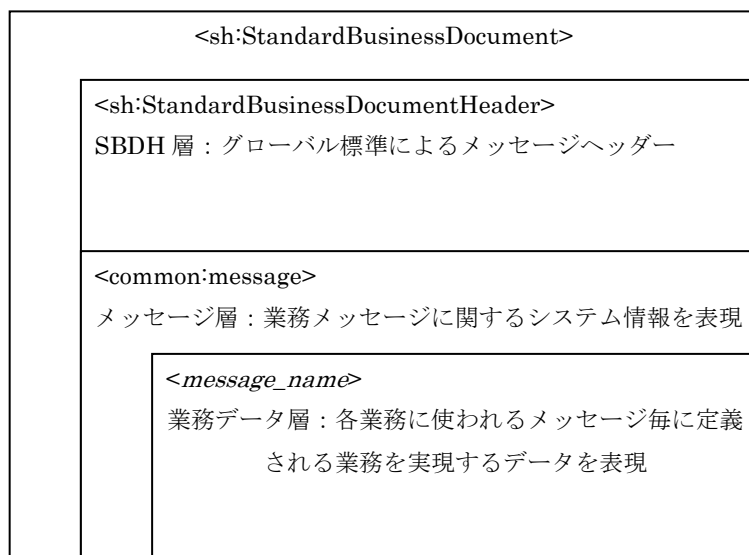 <sh:StandardBusinessDocument>
<sh:StandardBusinessDocumentHeader>
SBDH 層：グローバル標準によるメッセージヘッダー
<common:message>
メッセージ層：業務メッセージに関するシステム情報を表現
<message_name>
業務データ層：各業務に使われるメッセージ毎に定義
される業務を実現するデータを表現